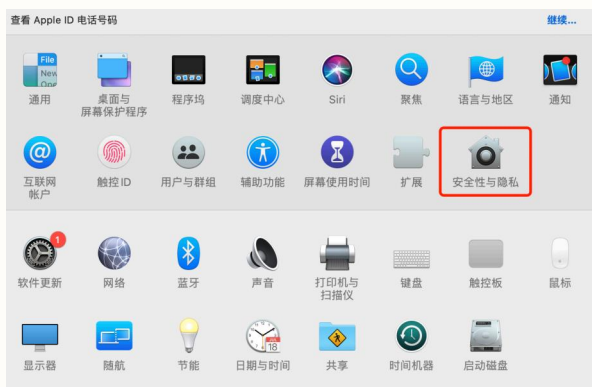 查看 Apple ID 电话号码
继续...
File
New
One
通用
桌面与
屏幕保护程序
程序坞
调度中心
Siri
聚焦
语言与地区
通知
@
互联网
帐户
触控 ID
用户与群组
辅助功能
屏幕使用时间
扩展
安全性与隐私
1
软件更新
网络
蓝牙
声音
打印机与
扫描仪
键盘
触控板
鼠标
显示器
随航
节能
18
日期与时间
共享
时间机器
启动磁盘